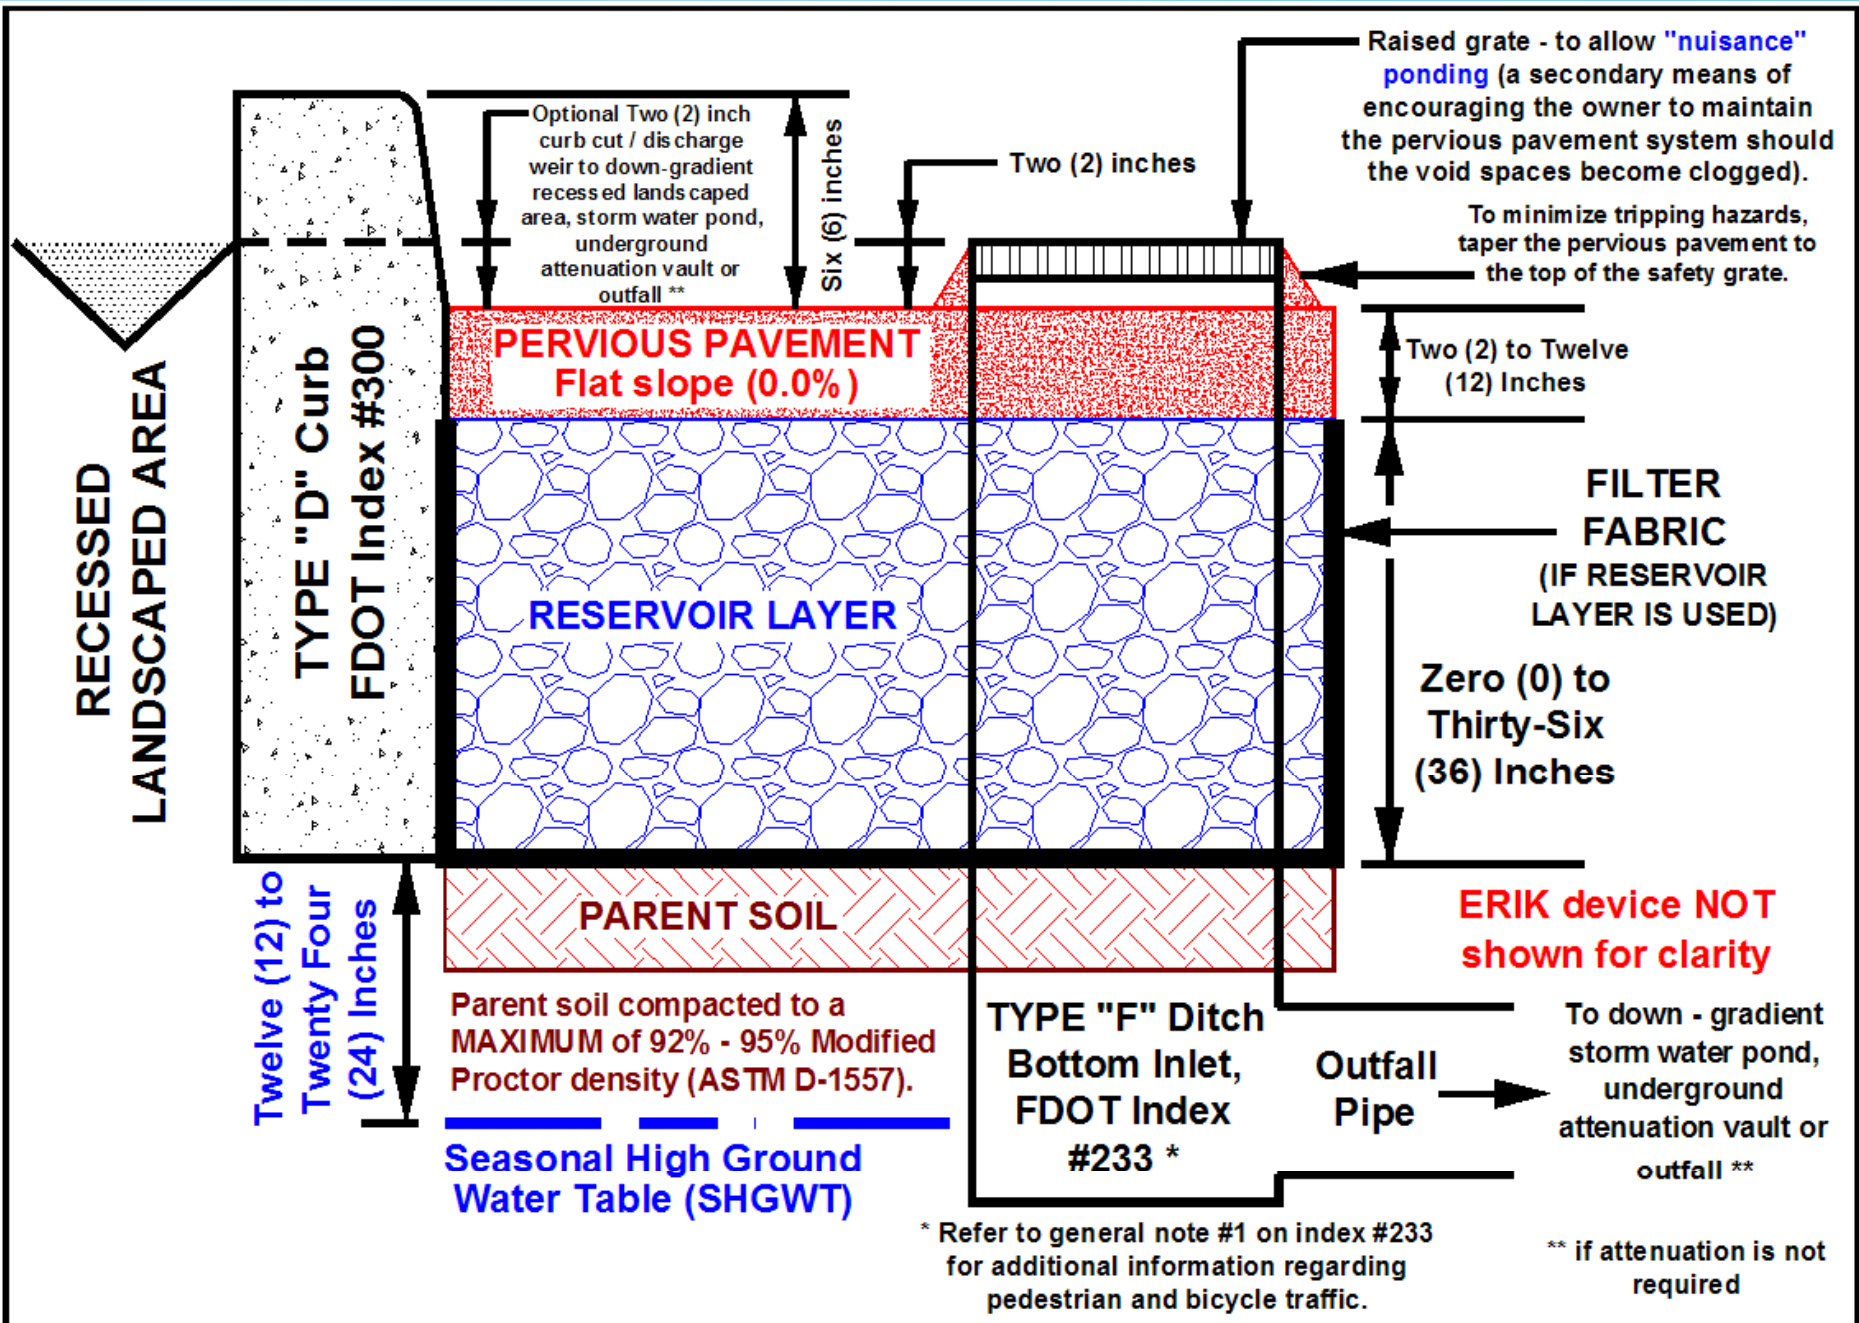 Raised grate - to allow "nuisance"
ponding (a secondary means of
encouraging the owner to maintain
the pervious pavement system should
the void spaces become clogged).
Optional Two (2) inch
curb cut / discharge
weir to down-gradient
recessed landscaped
area, storm water pond,
underground
attenuation vault or
outfall **
Six (6) inches
Two (2) inches
To minimize tripping hazards,
taper the pervious pavement to
the top of the safety grate.
RECESSED
LANDSCAPED AREA
TYPE "D" Curb
FDOT Index #300
PERVIOUS PAVEMENT
Flat slope (0.0%)
Two (2) to Twelve
(12) Inches
FILTER
FABRIC
(IF RESERVOIR
LAYER IS USED)
RESERVOIR LAYER
Zero (0) to
Thirty-Six
(36) Inches
Twelve (12) to
Twenty Four
(24) Inches
PARENT SOIL
ERIK device NOT
shown for clarity
Parent soil compacted to a
MAXIMUM of 92% - 95% Modified
Proctor density (ASTM D-1557).
Seasonal High Ground
Water Table (SHGWT)
TYPE "F" Ditch
Bottom Inlet,
FDOT Index
#233 *
Outfall
Pipe
To down - gradient
storm water pond,
underground
attenuation vault or
outfall **
* Refer to general note #1 on index #233
for additional information regarding
pedestrian and bicycle traffic.
** if attenuation is not
required